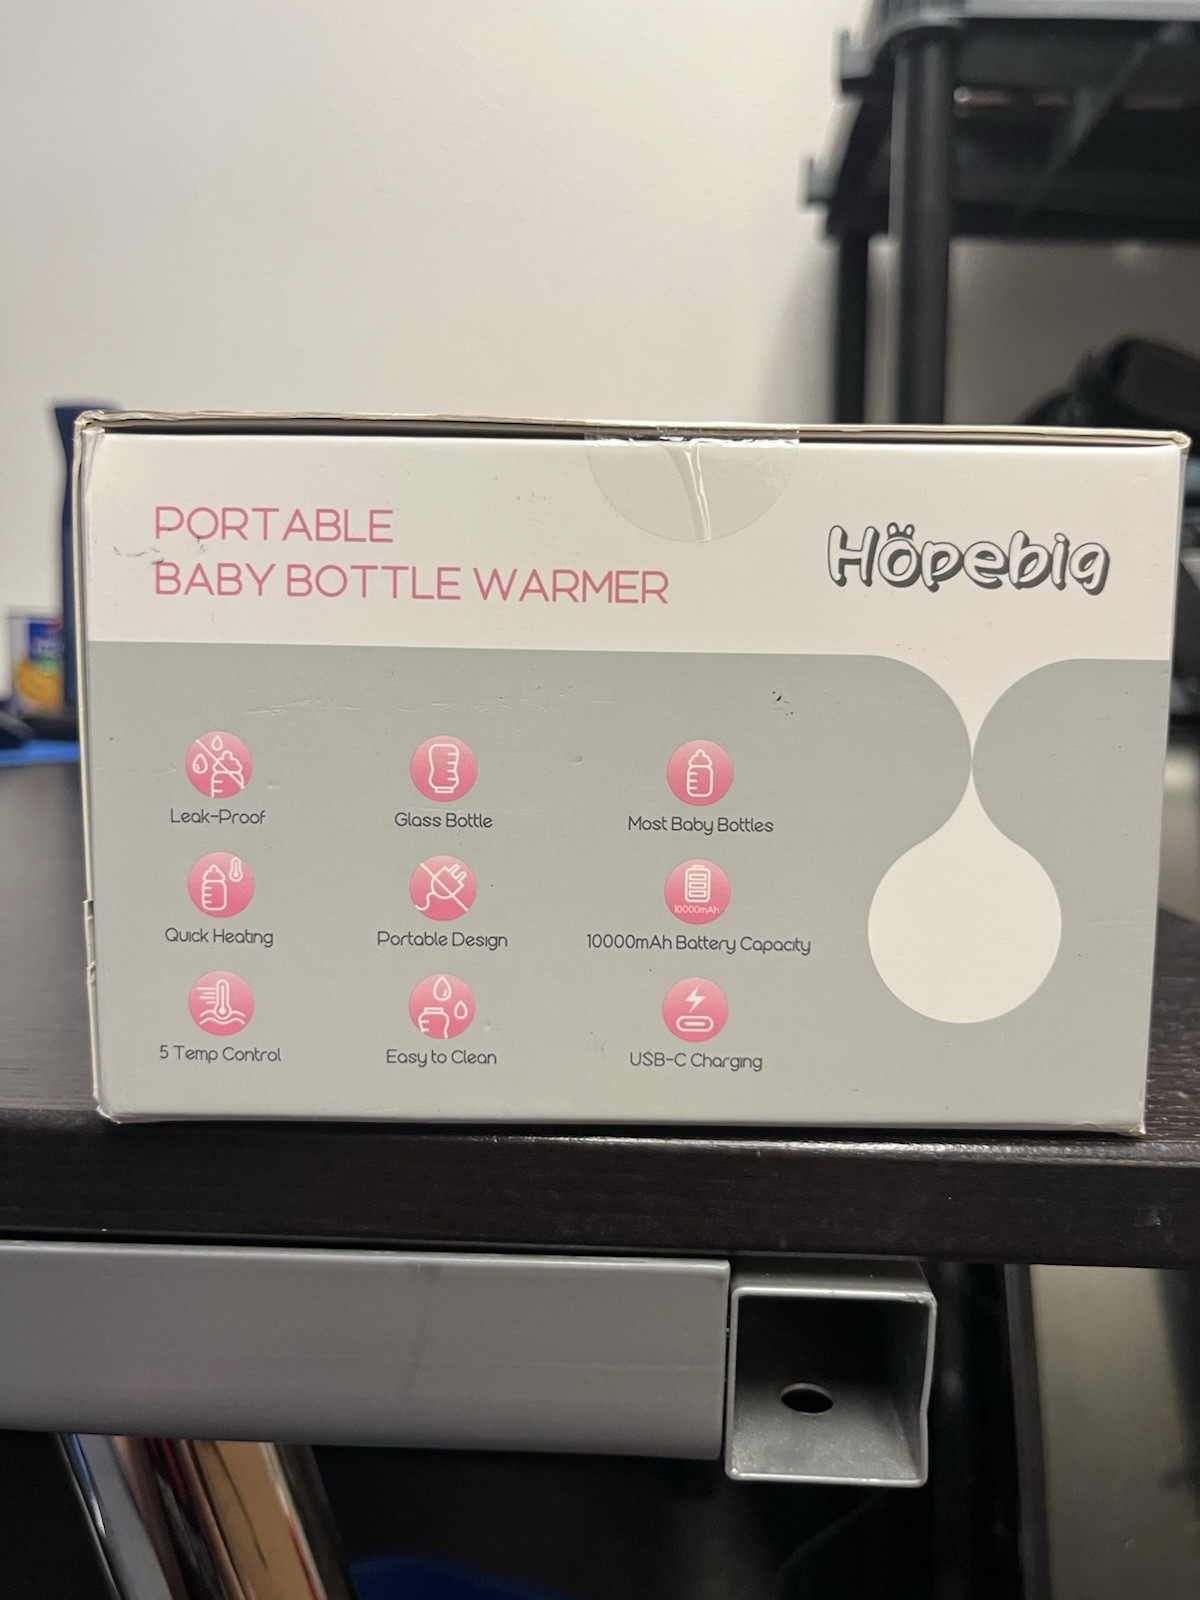 PORTABLE
BABY BOTTLE WARMER
Höpebig
Leak-Proof
Glass Bottle
Most Baby Bottles
Quick Heating
Portable Design
10000mAh
10000mAh Battery Capacity
5 Temp Control
Easy to Clean
USB-C Charging